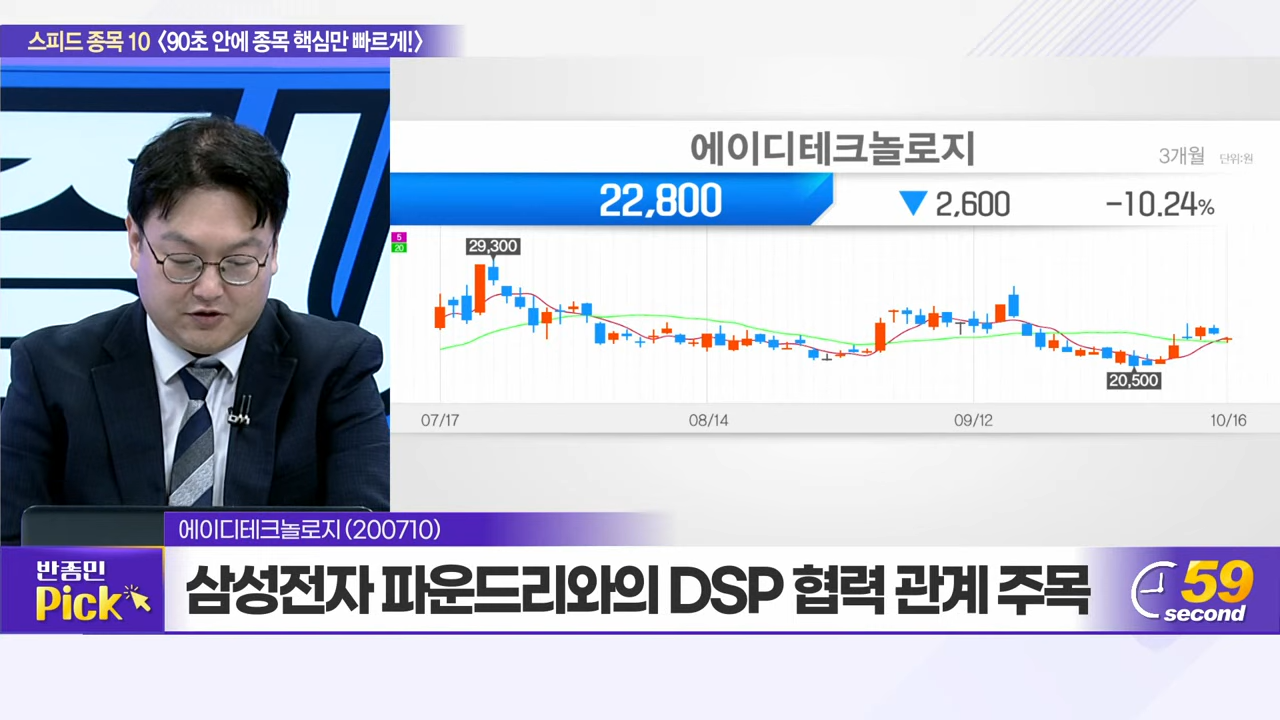 스피드 종목 10 <90초 안에 종목 핵심만 빠르게!>
에이디테크놀로지
3개월 단위:원
22,800 ▼ 2,600 -10.24%
5
20
29,300
20,500
07/17 08/14 09/12 10/16
에이디테크놀로지(200710)
반종민
Pick
삼성전자 파운드리와의 DSP 협력 관계 주목
59
second